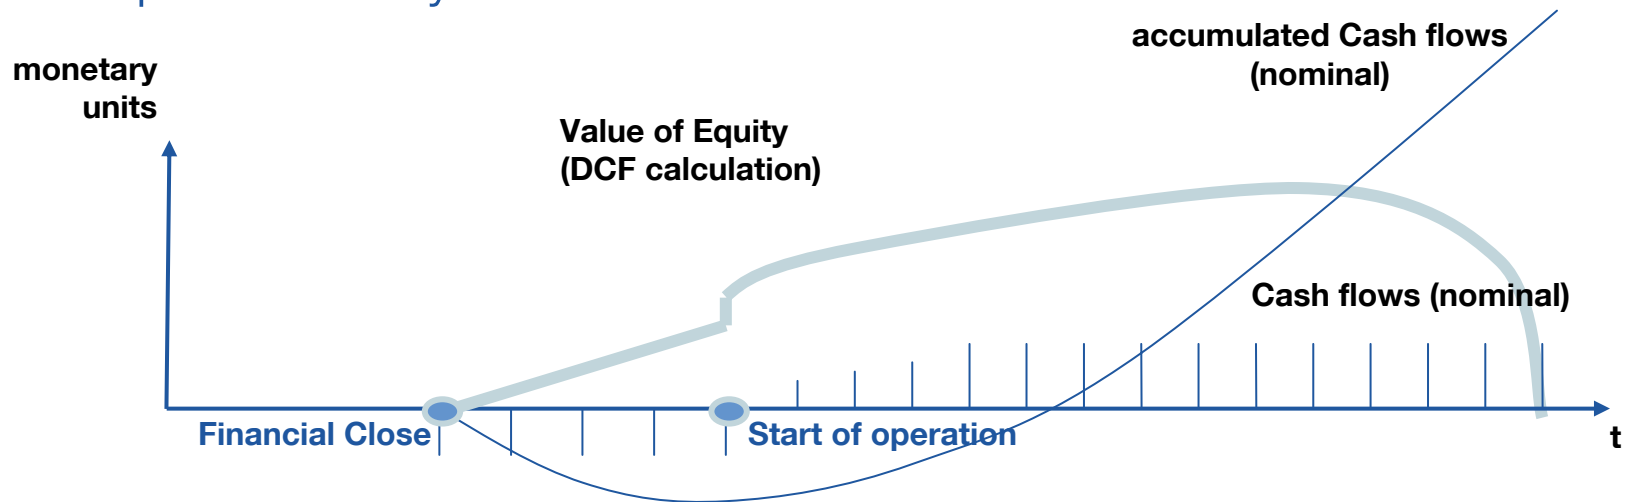 accumulated Cash flows
(nominal)
monetary
units
Value of Equity
(DCF calculation)
Cash flows (nominal)
Financial Close
Start of operation
t